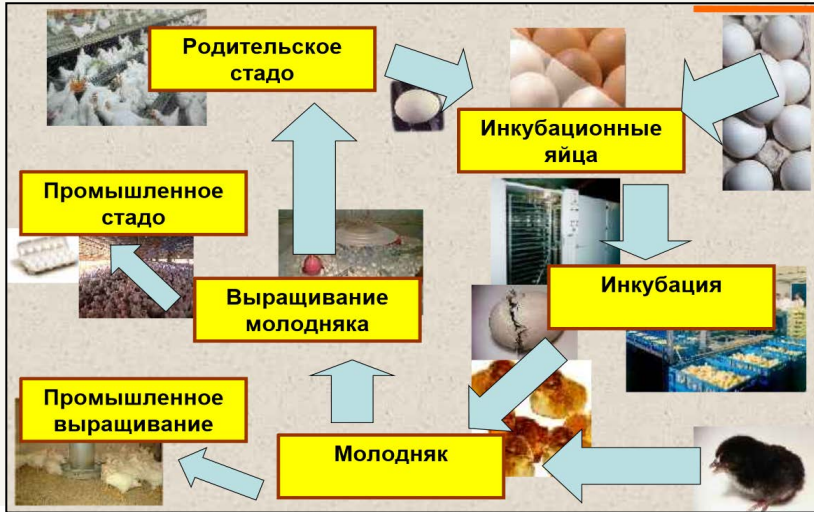 Родительское
стадо
Инкубационные
яйца
Промышленное
стадо
Выращивание
молодняка
Инкубация
Промышленное
выращивание
Молодняк